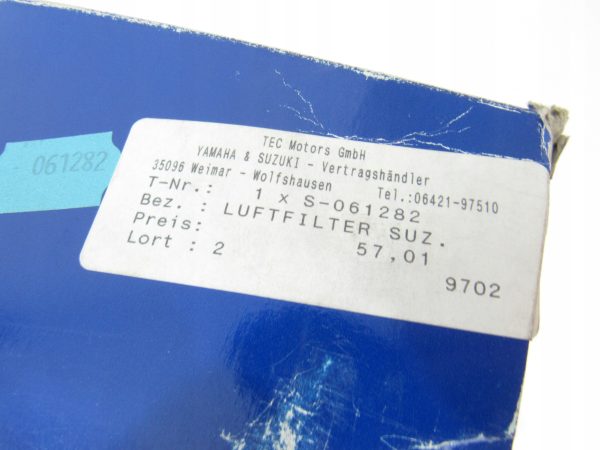 061282
TEC Motors GmbH
YAMAHA & SUZUKI - Vertragshändler
35096 Weimar - Wolfshausen Tel.:06421-97510
T-Nr.: 1 x S-061282
Bez. : LUFTFILTER SUZ.
Preis: 57,01
Lort : 2
9702